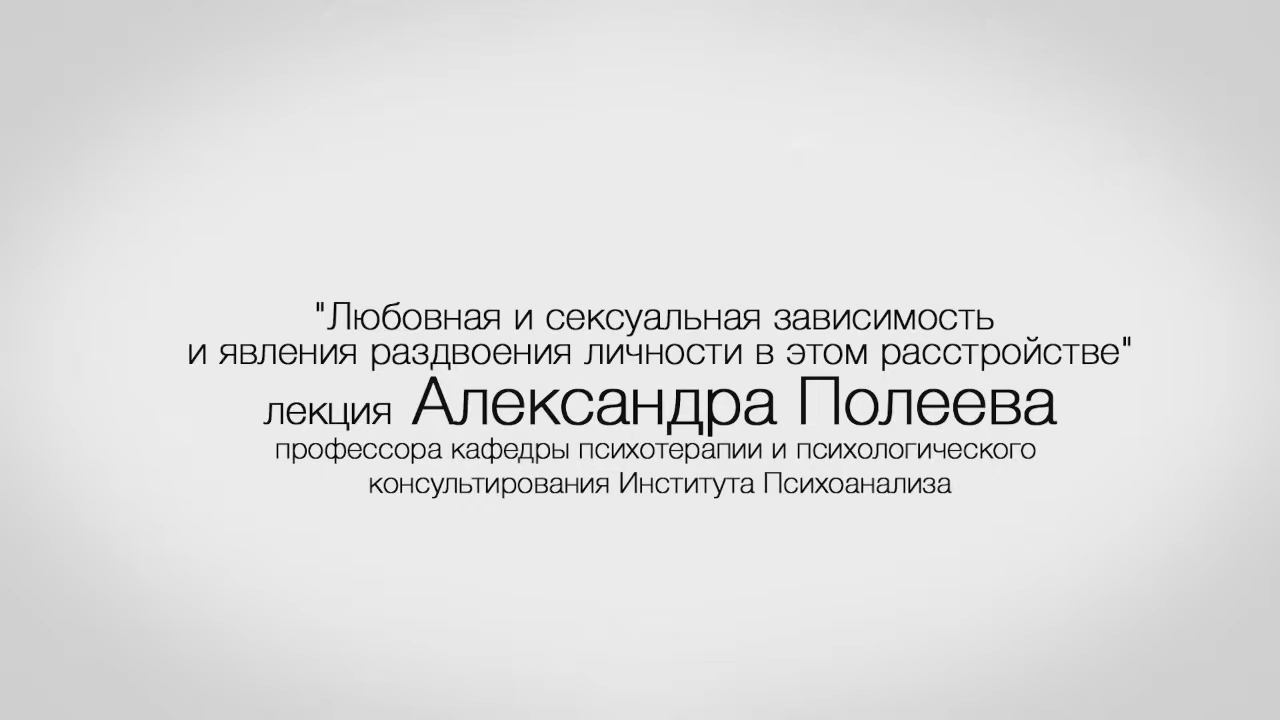 "Любовная и сексуальная зависимость
и явления раздвоения личности в этом расстройстве"
лекция Александра Полеева
профессора кафедры психотерапии и психологического
консультирования Института Психоанализа